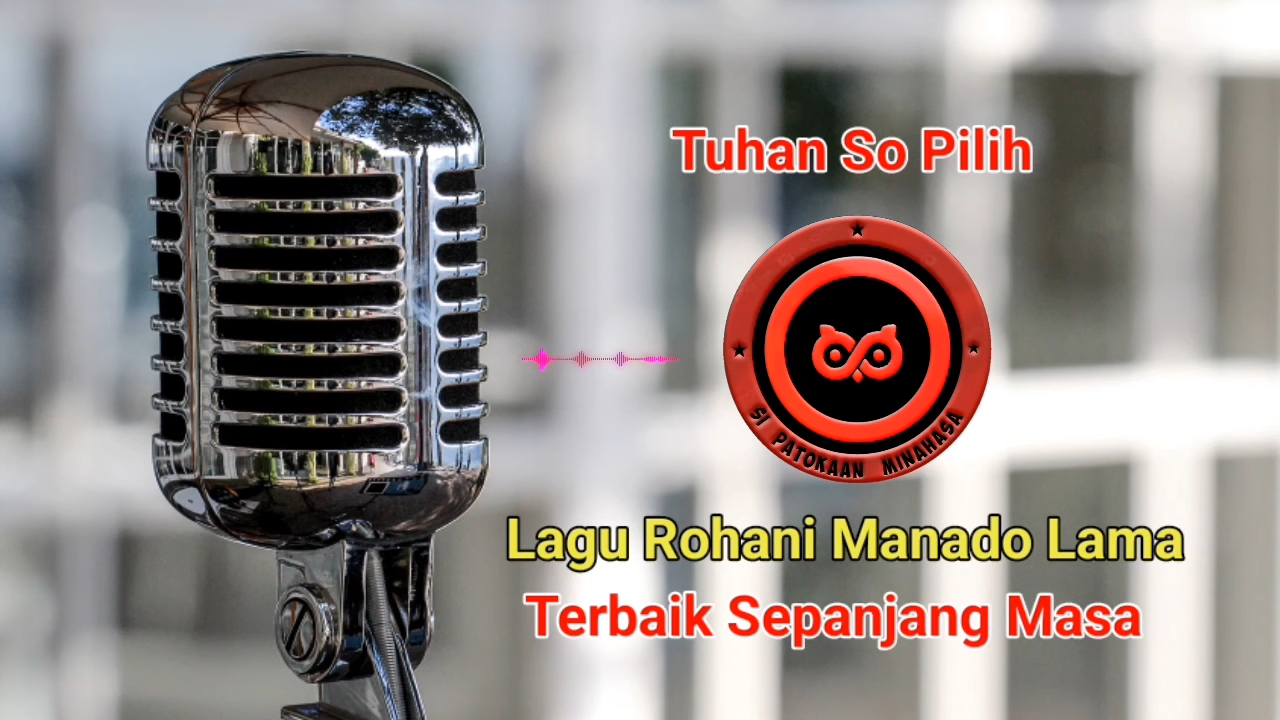 Tuhan So Pilih
SI PATOKAAN MINAHASA
Lagu Rohani Manado Lama
Terbaik Sepanjang Masa